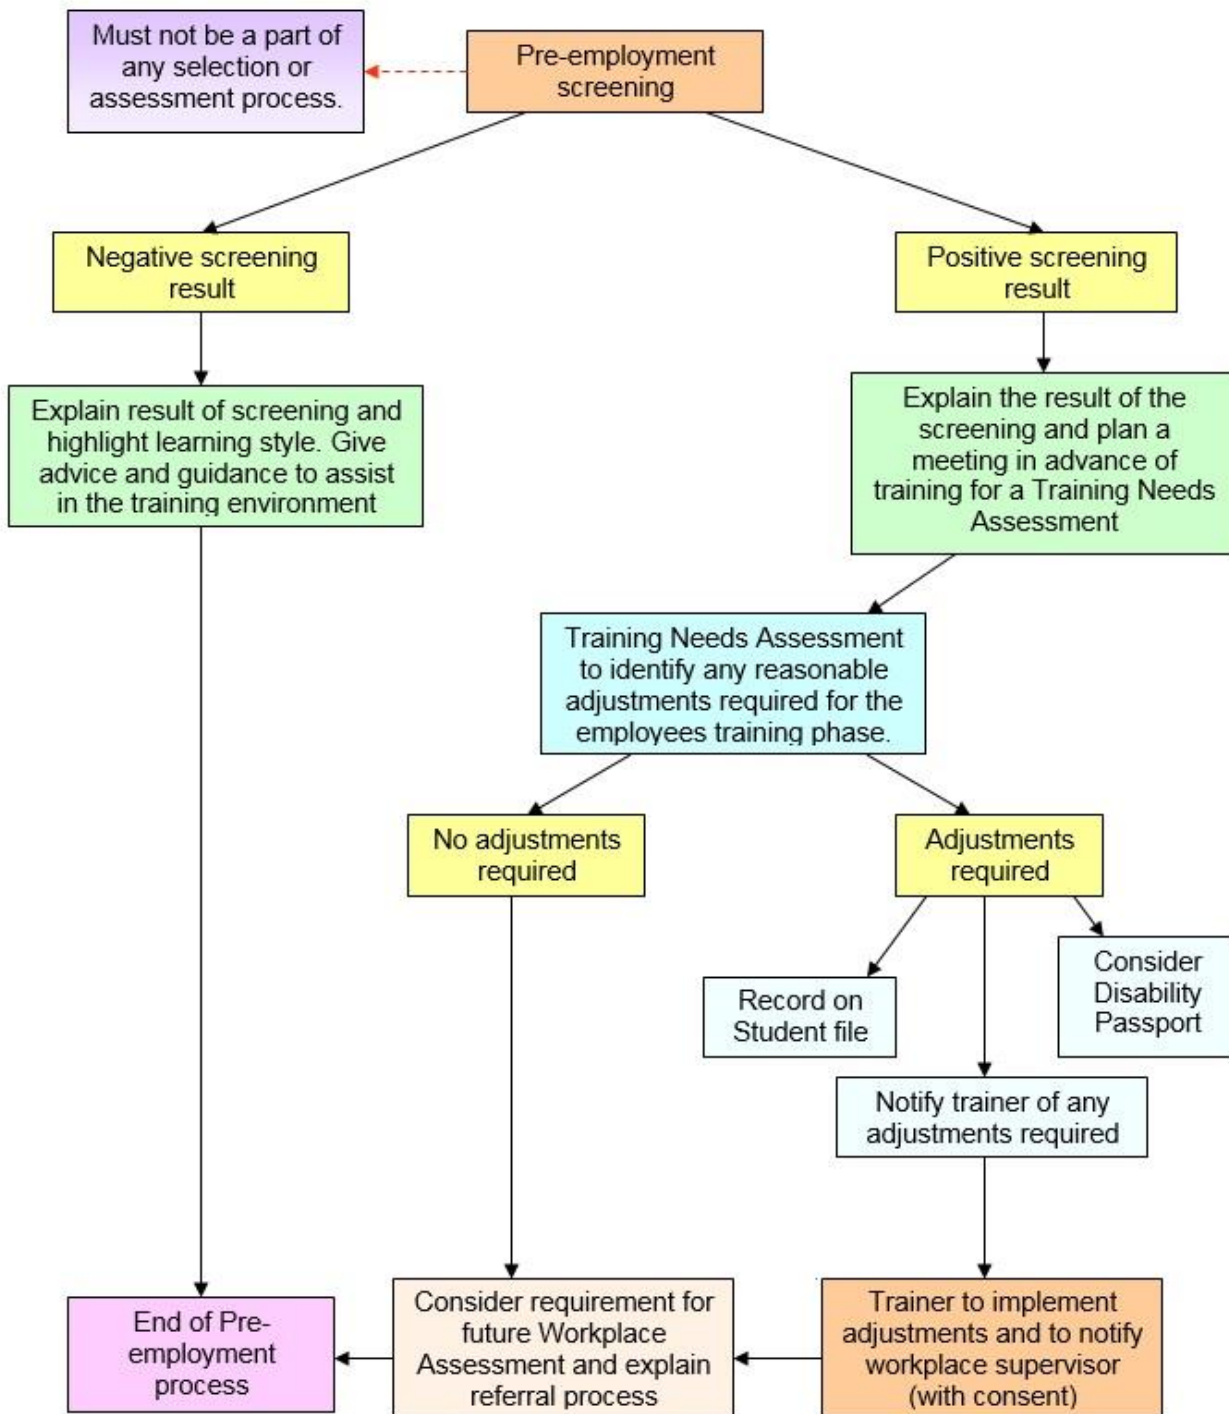 Must not be a part of
any selection or
assessment process.
Pre-employment
screening
Negative screening
result
Positive screening
result
Explain result of screening and
highlight learning style. Give
advice and guidance to assist
in the training environment
Explain the result of the
screening and plan a
meeting in advance of
training for a Training Needs
Assessment
Training Needs Assessment
to identify any reasonable
adjustments required for the
employees training phase.
No adjustments
required
Adjustments
required
Record on
Student file
Consider
Disability
Passport
Notify trainer of any
adjustments required
End of Pre-
employment
process
Consider requirement for
future Workplace
Assessment and explain
referral process
Trainer to implement
adjustments and to notify
workplace supervisor
(with consent)